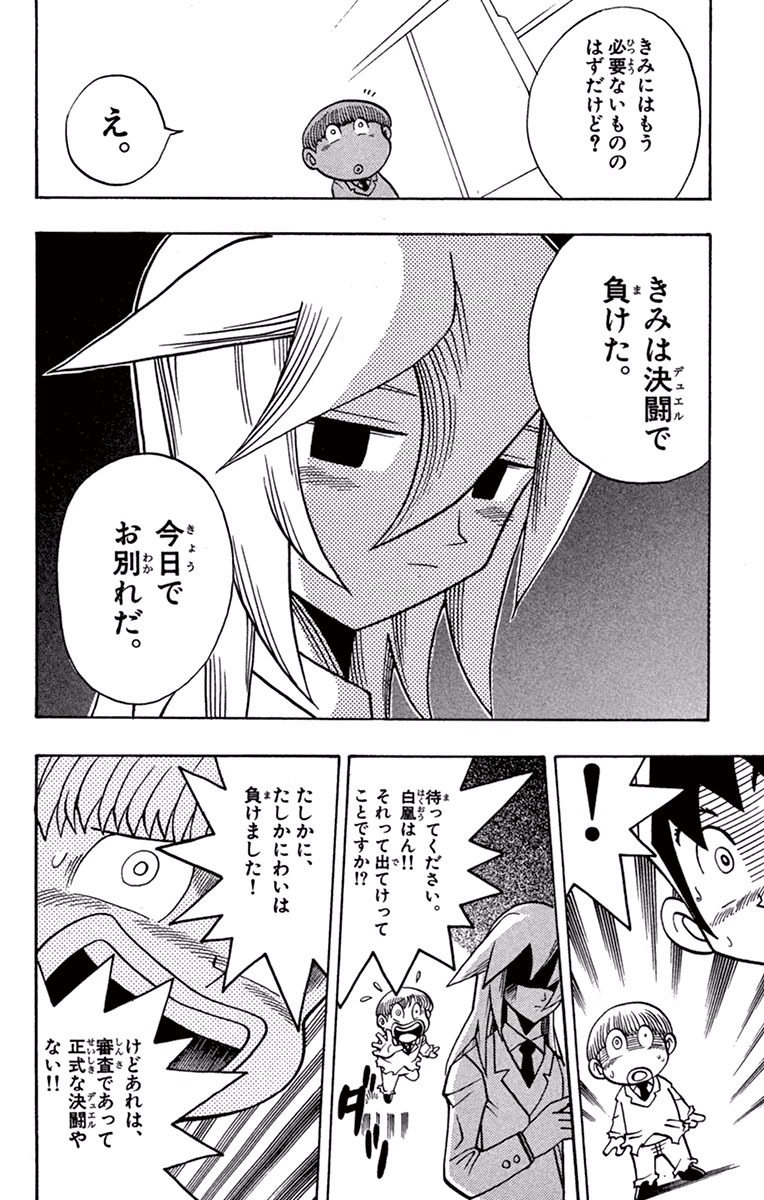 きみにはもう
必要ないものの
はずだけど?
え。
きみは決闘で
負けた。
今日で
お別れだ。
!
待ってください。
白凰はん!!
それって出てけって
ことですか!?
ダッ
たしかに、
たしかにわいは
負けました!
けどあれは、
審査であって
正式な決闘や
ない!!